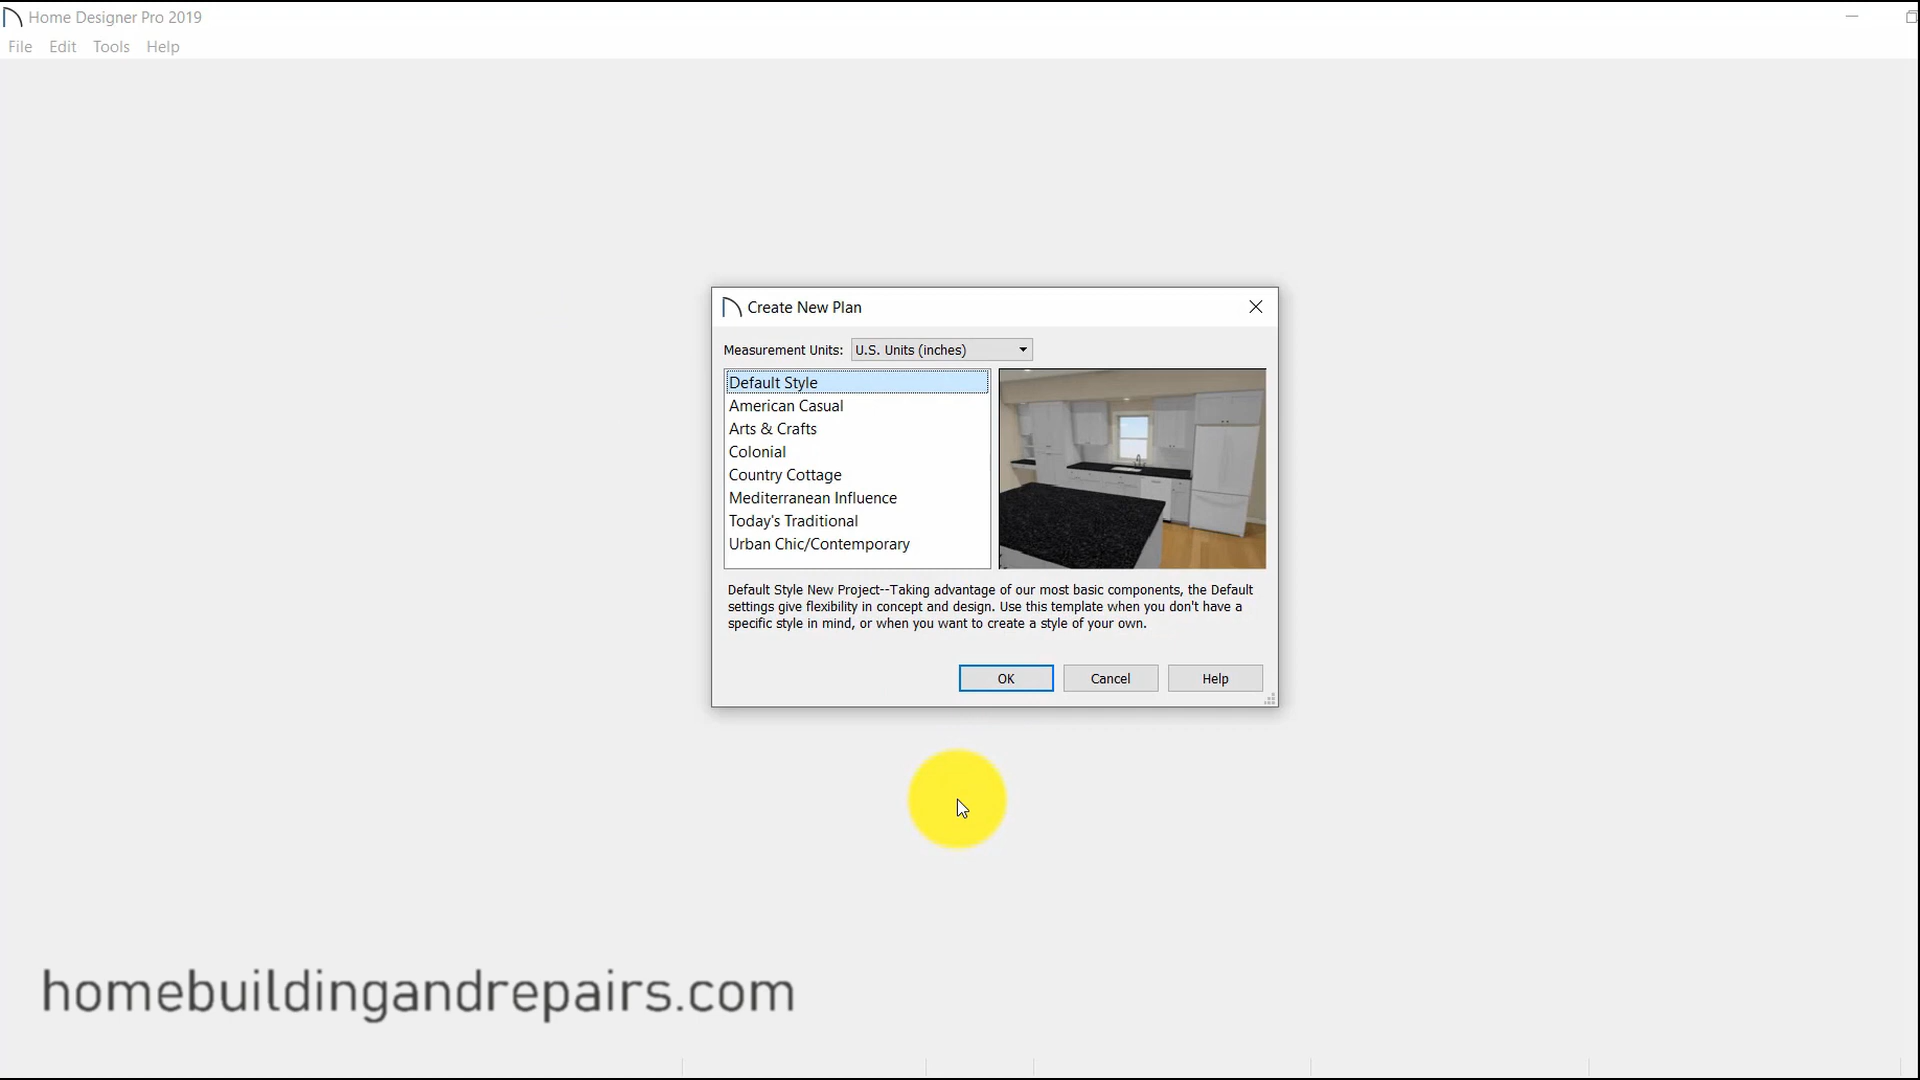 Home Designer Pro 2019
File Edit Tools Help
Create New Plan
Measurement Units: U.S. Units (inches)
Default Style
American Casual
Arts & Crafts
Colonial
Country Cottage
Mediterranean Influence
Today's Traditional
Urban Chic/Contemporary
Default Style New Project--Taking advantage of our most basic components, the Default
settings give flexibility in concept and design. Use this template when you don't have a
specific style in mind, or when you want to create a style of your own.
OK Cancel Help
homebuildingandrepairs.com